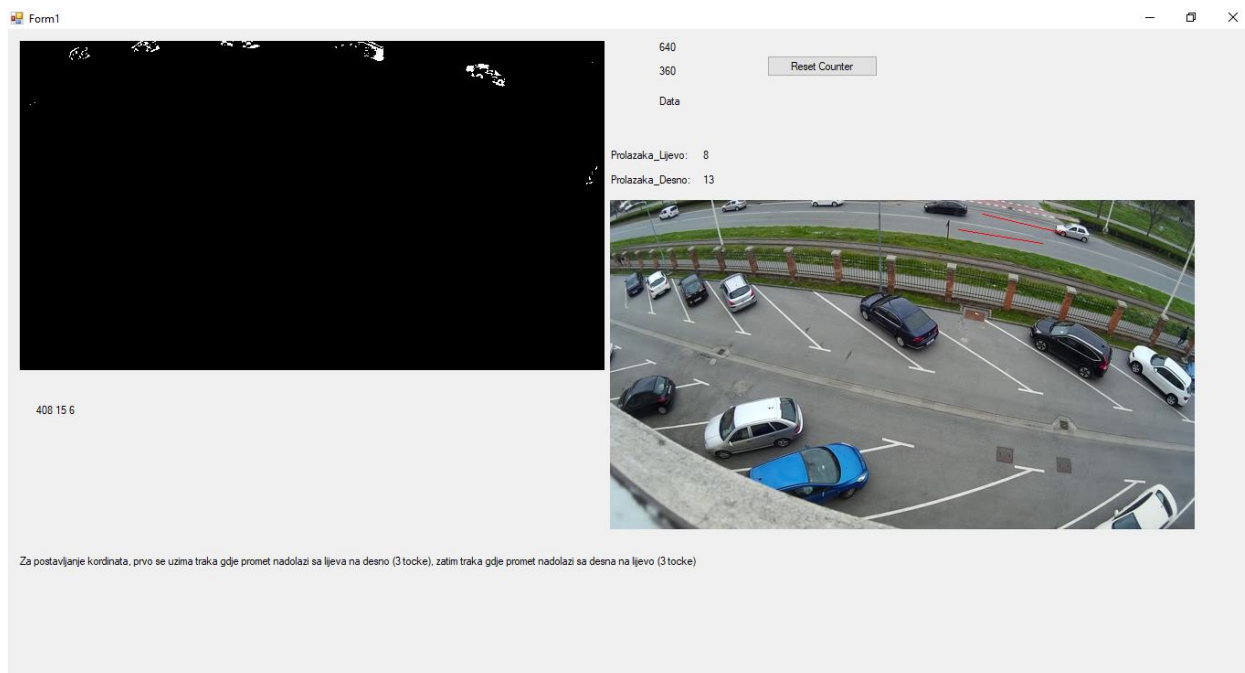 Form1
640
360
Reset Counter
Data
Prolazaka_Lijevo: 8
Prolazaka_Desno: 13
408 15 6
Za postavljanje kordinata, prvo se uzima traka gdje promet nadolazi sa lijeva na desno (3 tocke), zatim traka gdje promet nadolazi sa desna na lijevo (3 tocke)